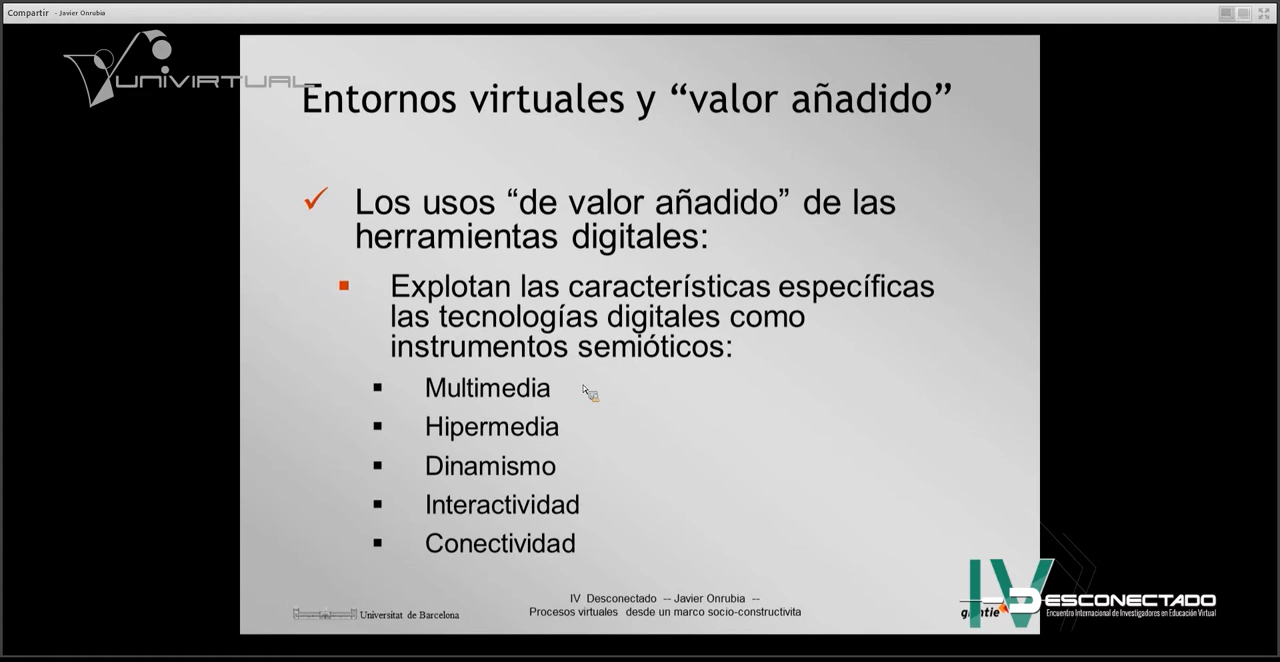 Compartir - Javier Onrubia
UNIVIRTUAL
Entornos virtuales y “valor añadido”
Los usos “de valor añadido” de las
herramientas digitales:
Explotan las características específicas
las tecnologías digitales como
instrumentos semióticos:
Multimedia
Hipermedia
Dinamismo
Interactividad
Conectividad
Universitat de Barcelona
IV Desconectado -- Javier Onrubia --
Procesos virtuales desde un marco socio-constructivita
IV
DESCONECTADO
Encuentro Internacional de Investigadores en Educación Virtual